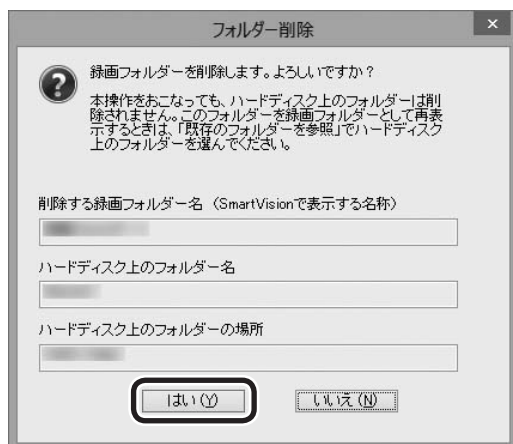 フォルダー削除
×
録画フォルダーを削除します。よろしいですか?
本操作をおこなっても、ハードディスク上のフォルダーは削
除されません。このフォルダーを録画フォルダーとして再表
示するときは、「既存のフォルダーを参照」でハードディスク
上のフォルダーを選んでください。
削除する録画フォルダー名（SmartVisionで表示する名称）
ハードディスク上のフォルダー名
ハードディスク上のフォルダーの場所
はい(Y) いいえ(N)